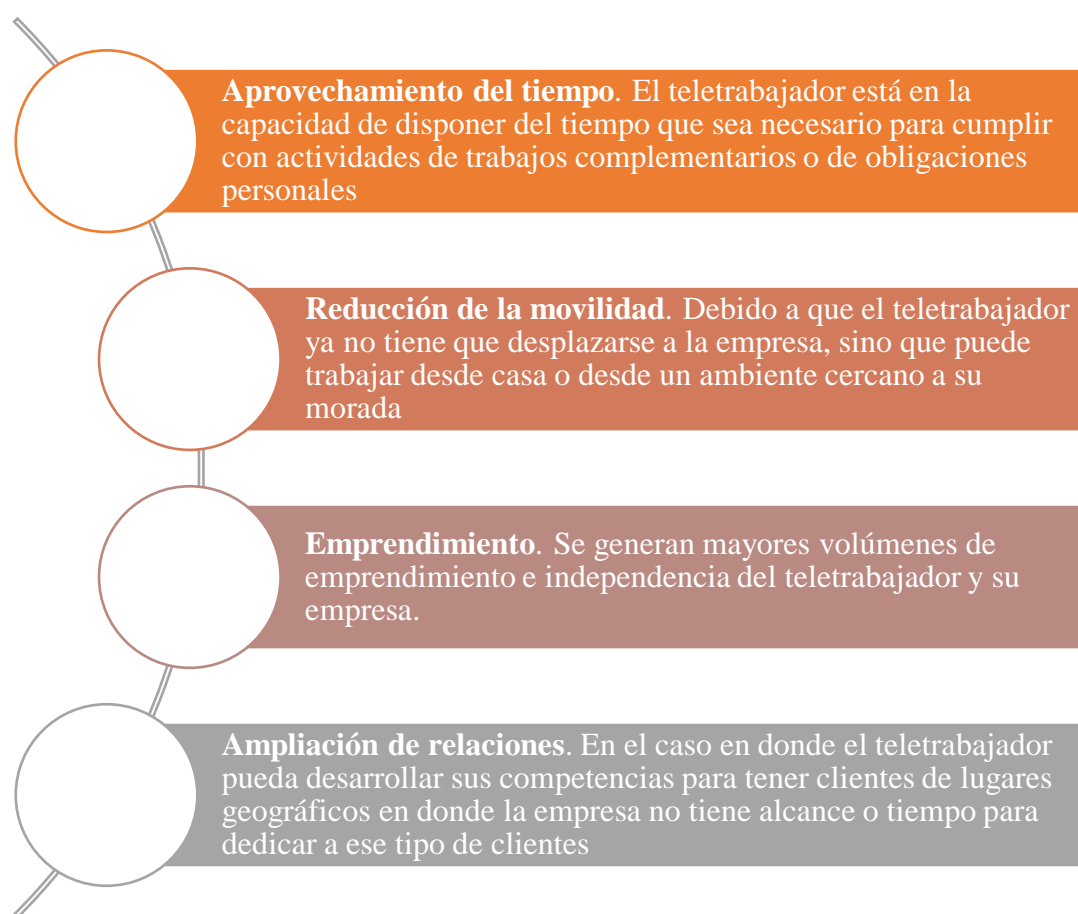 Aprovechamiento del tiempo. El teletrabajador está en la
capacidad de disponer del tiempo que sea necesario para cumplir
con actividades de trabajos complementarios o de obligaciones
personales
Reducción de la movilidad. Debido a que el teletrabajador
ya no tiene que desplazarse a la empresa, sino que puede
trabajar desde casa o desde un ambiente cercano a su
morada
Emprendimiento. Se generan mayores volúmenes de
emprendimiento e independencia del teletrabajador y su
empresa.
Ampliación de relaciones. En el caso en donde el teletrabajador
pueda desarrollar sus competencias para tener clientes de lugares
geográficos en donde la empresa no tiene alcance o tiempo para
dedicar a ese tipo de clientes